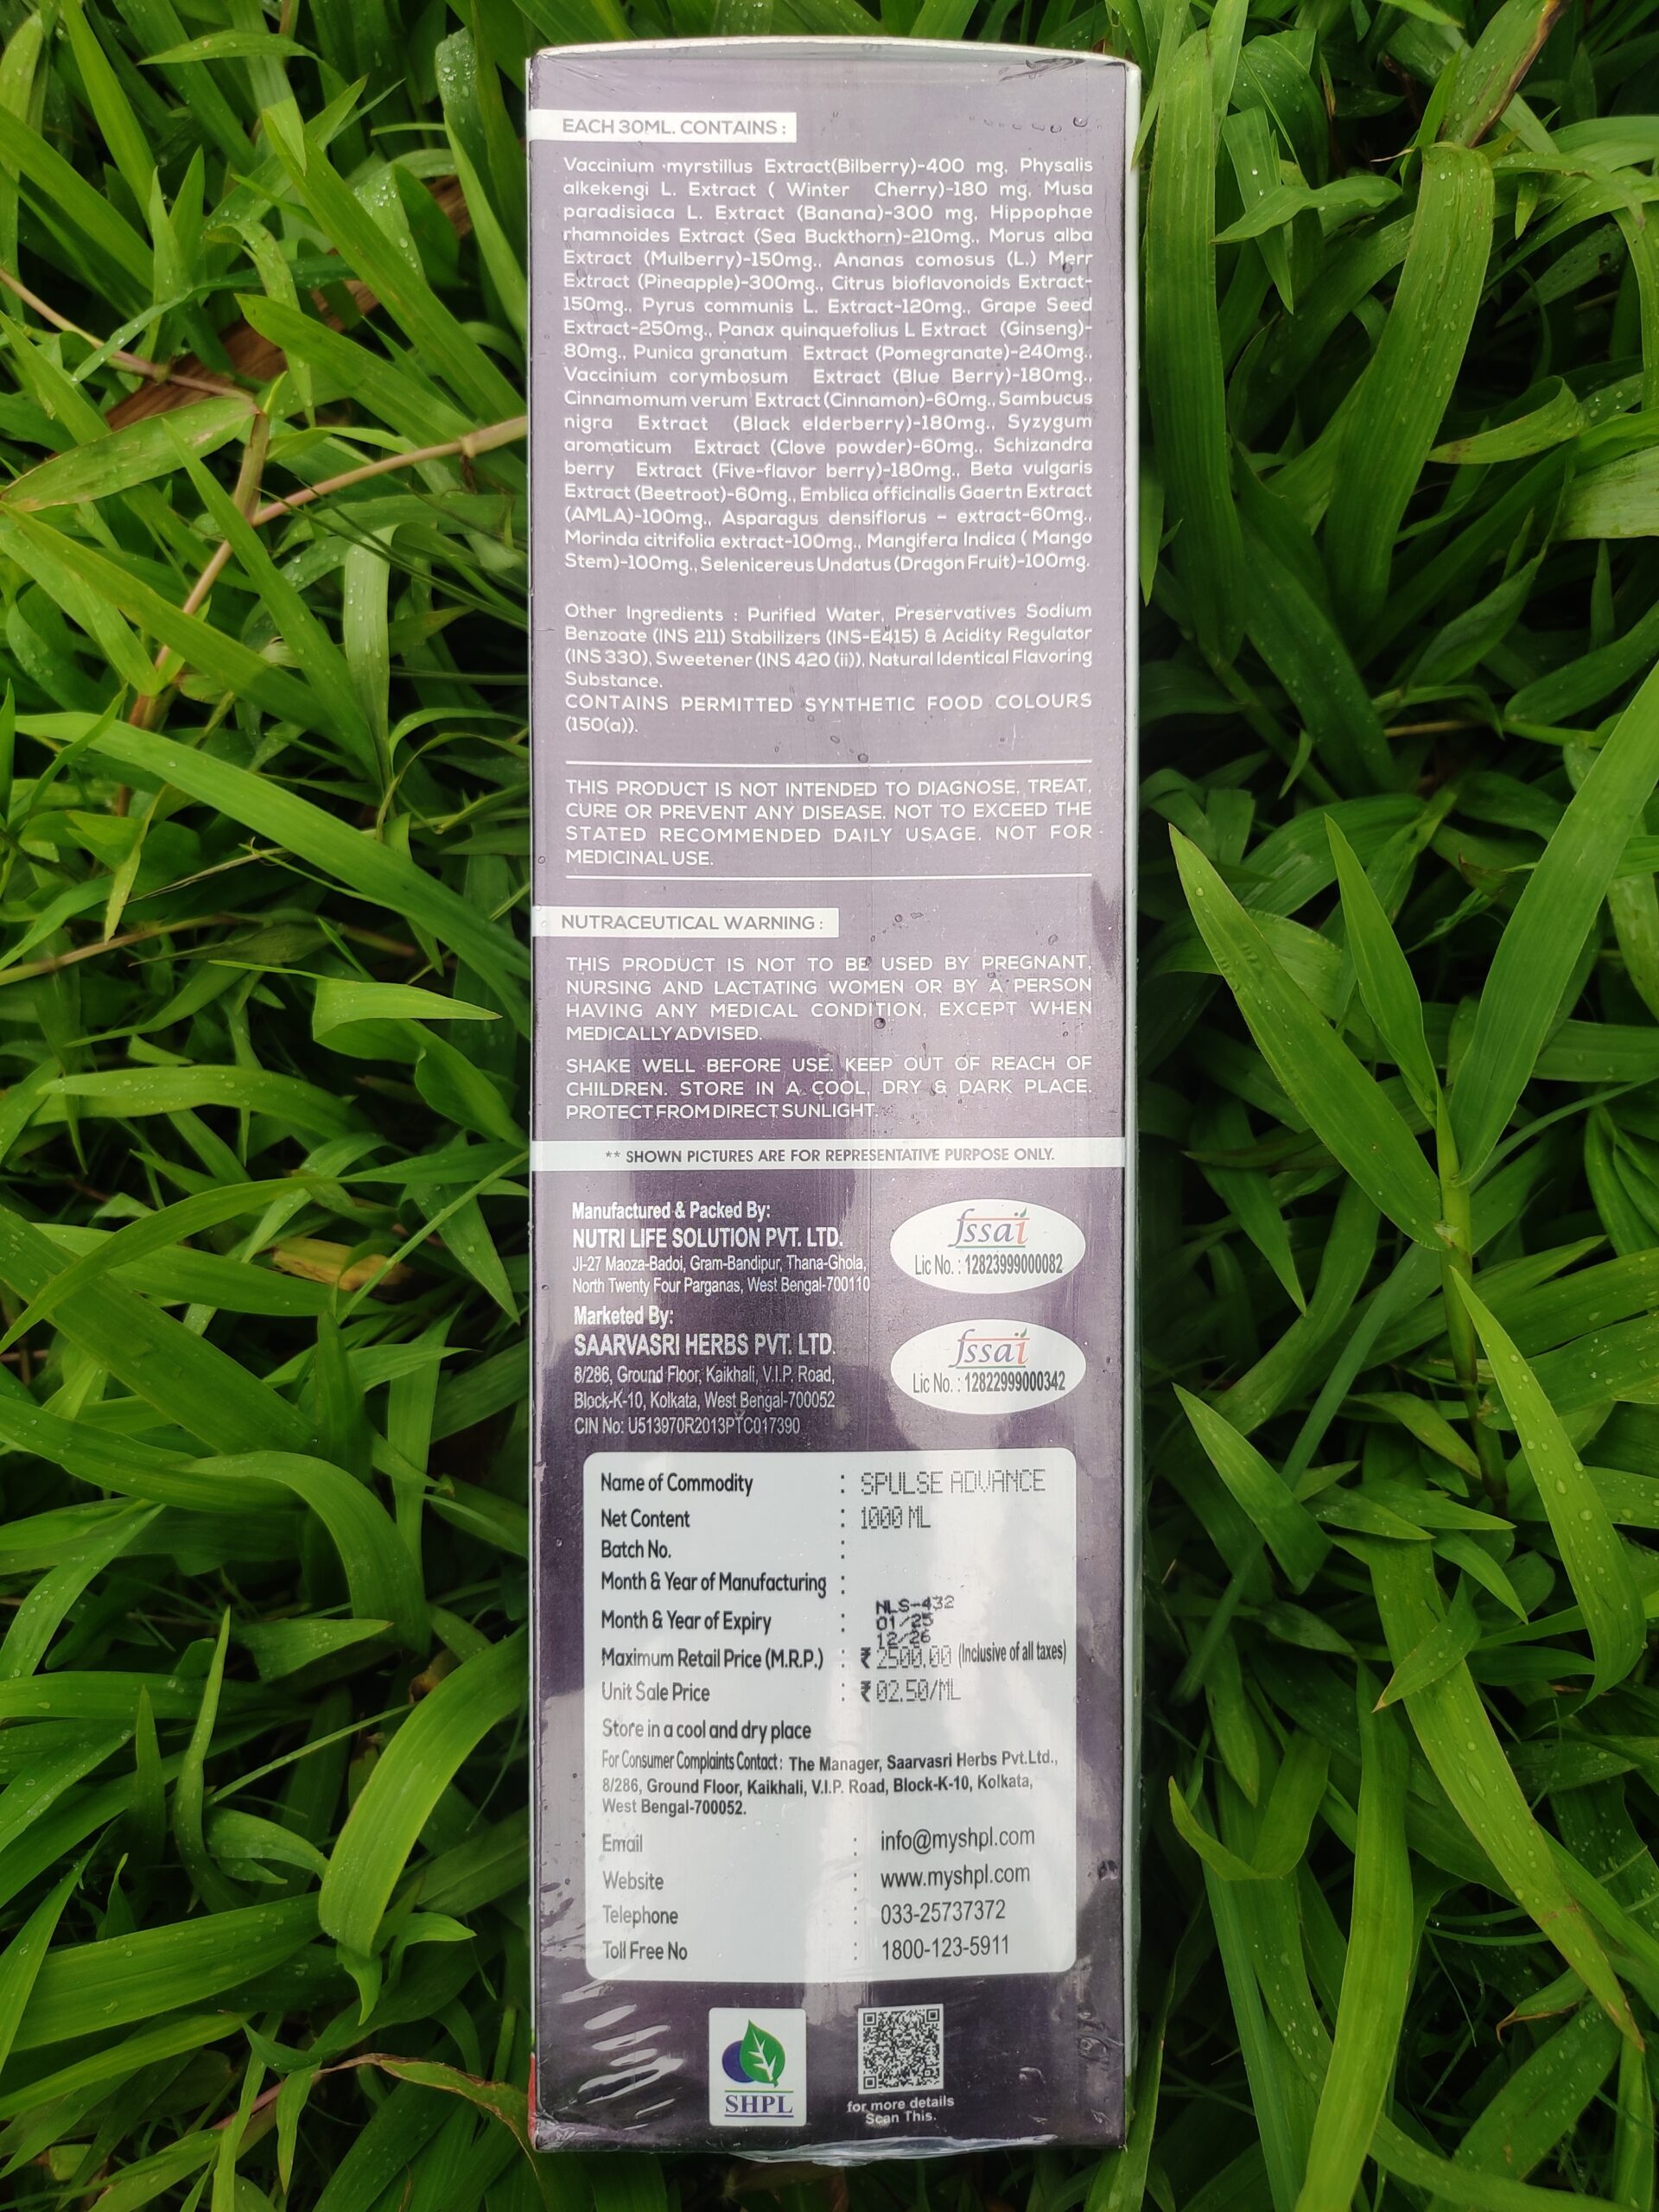 EACH 30ML. CONTAINS :
Vaccinium myrstillus Extract(Bilberry)-400 mg, Physalis
alkekengi L. Extract ( Winter Cherry)-180 mg, Musa
paradisiaca L. Extract (Banana)-300 mg, Hippophae
rhamnoides Extract (Sea Buckthorn)-210mg., Morus alba
Extract (Mulberry)-150mg., Ananas comosus (L.) Merr
Extract (Pineapple)-300mg., Citrus bioflavonoids Extract-
150mg., Pyrus communis L. Extract-120mg., Grape Seed
Extract-250mg., Panax quinquefolius L Extract (Ginseng)-
80mg., Punica granatum Extract (Pomegranate)-240mg.,
Vaccinium corymbosum Extract (Blue Berry)-180mg.,
Cinnamomum verum Extract (Cinnamon)-60mg., Sambucus
nigra Extract (Black elderberry)-180mg., Syzygum
aromaticum Extract (Clove powder)-60mg., Schizandra
berry Extract (Five-flavor berry)-180mg., Beta vulgaris
Extract (Beetroot)-60mg., Emblica officinalis Gaertn Extract
(AMLA)-100mg., Asparagus densiflorus – extract-60mg.,
Morinda citrifolia extract-100mg., Mangifera Indica ( Mango
Stem)-100mg., Selenicereus Undatus (Dragon Fruit)-100mg.
Other Ingredients : Purified Water, Preservatives Sodium
Benzoate (INS 211) Stabilizers (INS-E415) & Acidity Regulator
(INS 330), Sweetener (INS 420 (ii)), Natural Identical Flavoring
Substance.
CONTAINS PERMITTED SYNTHETIC FOOD COLOURS
(150(a)).
THIS PRODUCT IS NOT INTENDED TO DIAGNOSE, TREAT,
CURE OR PREVENT ANY DISEASE. NOT TO EXCEED THE
STATED RECOMMENDED DAILY USAGE. NOT FOR
MEDICINAL USE.
NUTRACEUTICAL WARNING :
THIS PRODUCT IS NOT TO BE USED BY PREGNANT,
NURSING AND LACTATING WOMEN OR BY A PERSON
HAVING ANY MEDICAL CONDITION, EXCEPT WHEN
MEDICALLY ADVISED.
SHAKE WELL BEFORE USE. KEEP OUT OF REACH OF
CHILDREN. STORE IN A COOL, DRY & DARK PLACE.
PROTECT FROM DIRECT SUNLIGHT.
** SHOWN PICTURES ARE FOR REPRESENTATIVE PURPOSE ONLY.
Manufactured & Packed By:
NUTRI LIFE SOLUTION PVT. LTD.
Jl-27 Maoza-Badoi, Gram-Bandipur, Thana-Ghola,
North Twenty Four Parganas, West Bengal-700110
fssai
Lic No. : 12823999000082
Marketed By:
SAARVASRI HERBS PVT. LTD.
8/286, Ground Floor, Kaikhali, V.I.P. Road,
Block-K-10, Kolkata, West Bengal-700052
CIN No: U513970R2013PTC017390
fssai
Lic No. : 12822999000342
Name of Commodity : SPULSE ADVANCE
Net Content : 1000 ML
Batch No. :
Month & Year of Manufacturing :
NLS-432
Month & Year of Expiry : 01/25
12/26
Maximum Retail Price (M.R.P.) : ₹ 2500.00 (Inclusive of all taxes)
Unit Sale Price : ₹ 02.50/ML
Store in a cool and dry place
For Consumer Complaints Contact : The Manager, Saarvasri Herbs Pvt.Ltd.,
8/286, Ground Floor, Kaikhali, V.I.P. Road, Block-K-10, Kolkata,
West Bengal-700052.
Email : info@myshpl.com
Website : www.myshpl.com
Telephone : 033-25737372
Toll Free No : 1800-123-5911
SHPL
for more details
Scan This.